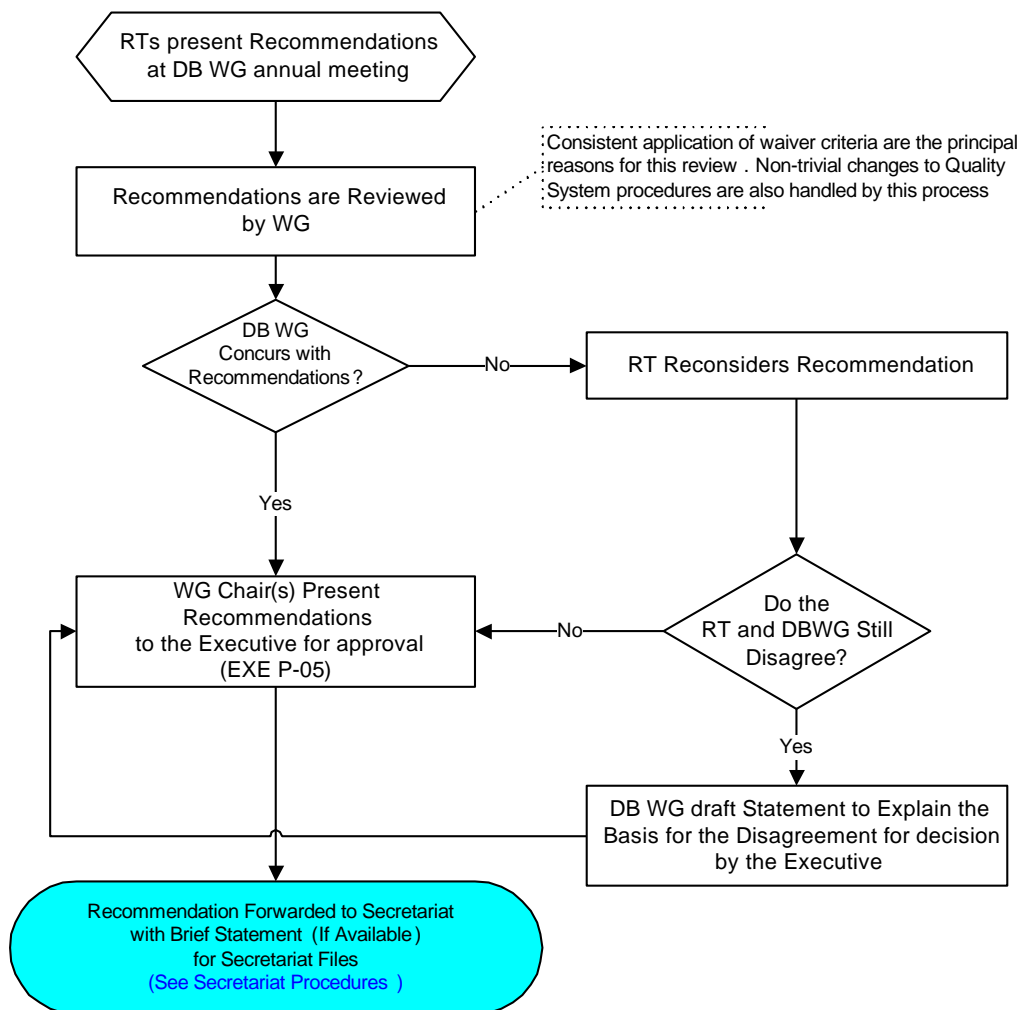 RTs present Recommendations
at DB WG annual meeting
Consistent application of waiver criteria are the principal
reasons for this review . Non-trivial changes to Quality
System procedures are also handled by this process
Recommendations are Reviewed
by WG
DB WG
Concurs with
Recommendations?
No
RT Reconsiders Recommendation
Yes
WG Chair(s) Present
Recommendations
to the Executive for approval
(EXE P-05)
No
Do the
RT and DBWG Still
Disagree?
Yes
DB WG draft Statement to Explain the
Basis for the Disagreement for decision
by the Executive
Recommendation Forwarded to Secretariat
with Brief Statement (If Available)
for Secretariat Files
(See Secretariat Procedures )